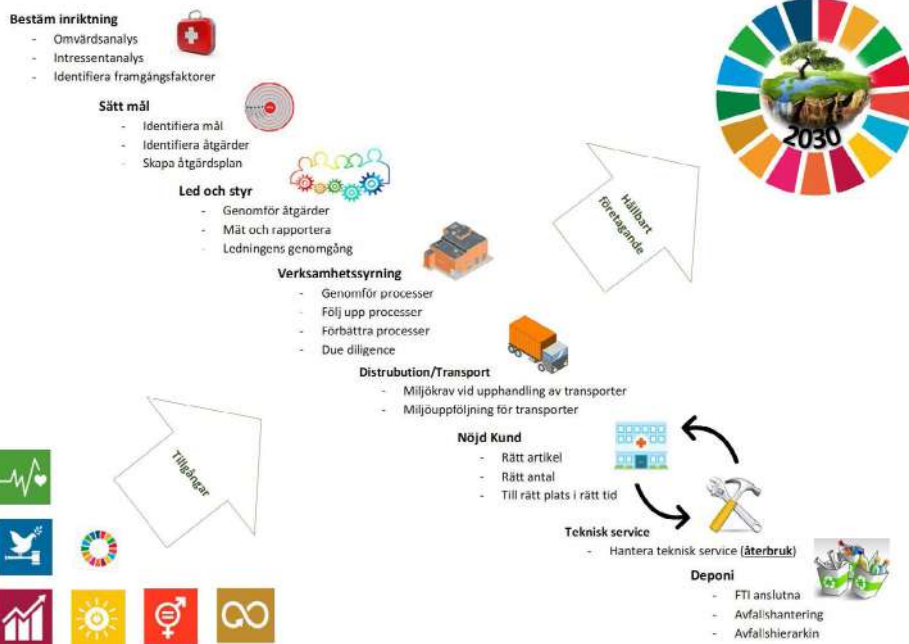 Bestäm inriktning
- Omvärdsanalys
- Intressentanalys
- Identifiera framgångsfaktorer
Sätt mål
- Identifiera mål
- Identifiera åtgärder
- Skapa åtgärdsplan
Led och styr
- Genomför åtgärder
- Mät och rapportera
- Ledningens genomgång
Verksamhetssyrning
- Genomför processer
- Följ upp processer
- Förbättra processer
- Due diligence
Distrubution/Transport
- Miljökrav vid upphandling av transporter
- Miljöuppföljning för transporter
Nöjd Kund
- Rätt artikel
- Rätt antal
- Till rätt plats i rätt tid
Teknisk service
- Hantera teknisk service (återbruk)
Deponi
- FTI anslutna
- Avfallshantering
- Avfallshierarkin
2030
Hållbart
företagande
Tillgångar